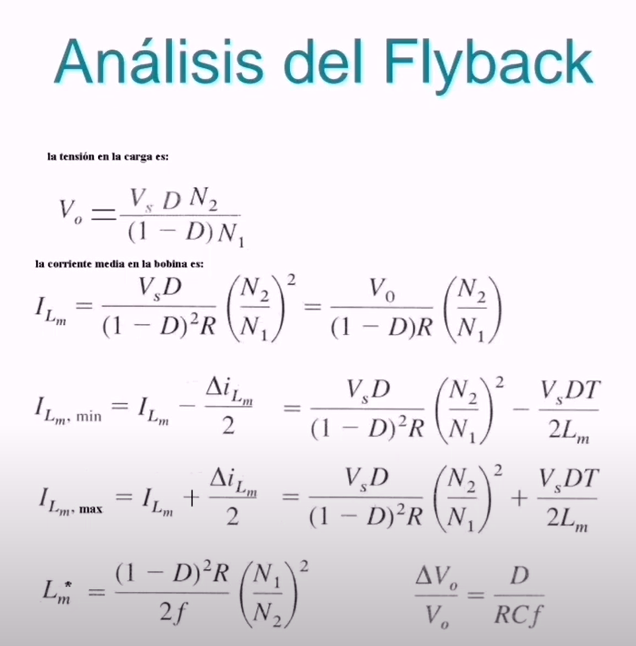 Análisis del Flyback
la tensión en la carga es:
V_o = \frac{V_s D N_2}{(1 - D) N_1}
la corriente media en la bobina es:
I_{L_m} = \frac{V_s D}{(1 - D)^2 R} \left( \frac{N_2}{N_1} \right)^2 = \frac{V_0}{(1 - D)R} \left( \frac{N_2}{N_1} \right)
I_{L_m, min} = I_{L_m} - \frac{\Delta i_{L_m}}{2} = \frac{V_s D}{(1 - D)^2 R} \left( \frac{N_2}{N_1} \right)^2 - \frac{V_s DT}{2L_m}
I_{L_m, max} = I_{L_m} + \frac{\Delta i_{L_m}}{2} = \frac{V_s D}{(1 - D)^2 R} \left( \frac{N_2}{N_1} \right)^2 + \frac{V_s DT}{2L_m}
L_m^* = \frac{(1 - D)^2 R}{2f} \left( \frac{N_1}{N_2} \right)^2 \frac{\Delta V_o}{V_o} = \frac{D}{RCf}